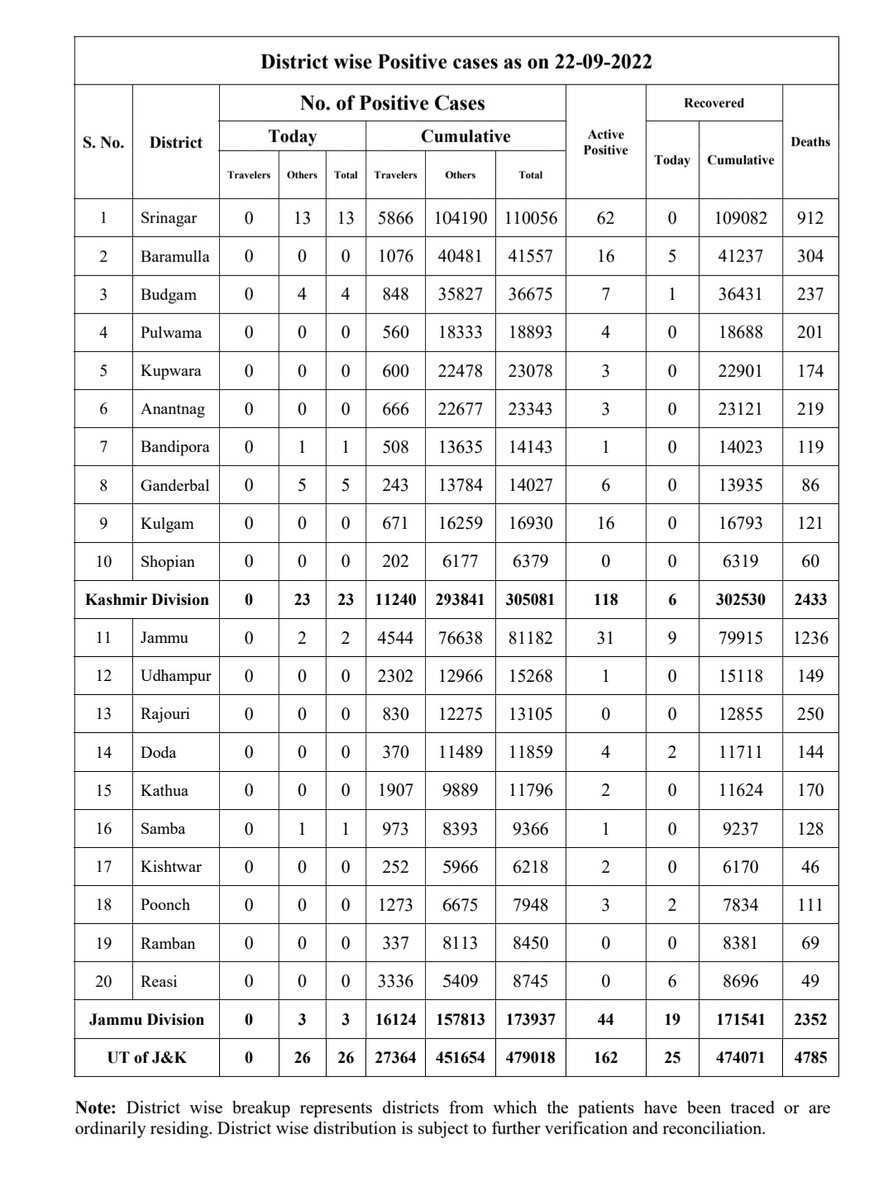 District wise Positive cases as on 22-09-2022
S. No. District No. of Positive Cases Active Positive Recovered Deaths
Today Cumulative Today Cumulative
Travelers Others Total Travelers Others Total
1 Srinagar 0 13 13 5866 104190 110056 62 0 109082 912
2 Baramulla 0 0 0 1076 40481 41557 16 5 41237 304
3 Budgam 0 4 4 848 35827 36675 7 1 36431 237
4 Pulwama 0 0 0 560 18333 18893 4 0 18688 201
5 Kupwara 0 0 0 600 22478 23078 3 0 22901 174
6 Anantnag 0 0 0 666 22677 23343 3 0 23121 219
7 Bandipora 0 1 1 508 13635 14143 1 0 14023 119
8 Ganderbal 0 5 5 243 13784 14027 6 0 13935 86
9 Kulgam 0 0 0 671 16259 16930 16 0 16793 121
10 Shopian 0 0 0 202 6177 6379 0 0 6319 60
Kashmir Division 0 23 23 11240 293841 305081 118 6 302530 2433
11 Jammu 0 2 2 4544 76638 81182 31 9 79915 1236
12 Udhampur 0 0 0 2302 12966 15268 1 0 15118 149
13 Rajouri 0 0 0 830 12275 13105 0 0 12855 250
14 Doda 0 0 0 370 11489 11859 4 2 11711 144
15 Kathua 0 0 0 1907 9889 11796 2 0 11624 170
16 Samba 0 1 1 973 8393 9366 1 0 9237 128
17 Kishtwar 0 0 0 252 5966 6218 2 0 6170 46
18 Poonch 0 0 0 1273 6675 7948 3 2 7834 111
19 Ramban 0 0 0 337 8113 8450 0 0 8381 69
20 Reasi 0 0 0 3336 5409 8745 0 6 8696 49
Jammu Division 0 3 3 16124 157813 173937 44 19 171541 2352
UT of J&K 0 26 26 27364 451654 479018 162 25 474071 4785
Note: District wise breakup represents districts from which the patients have been traced or are
ordinarily residing. District wise distribution is subject to further verification and reconciliation.